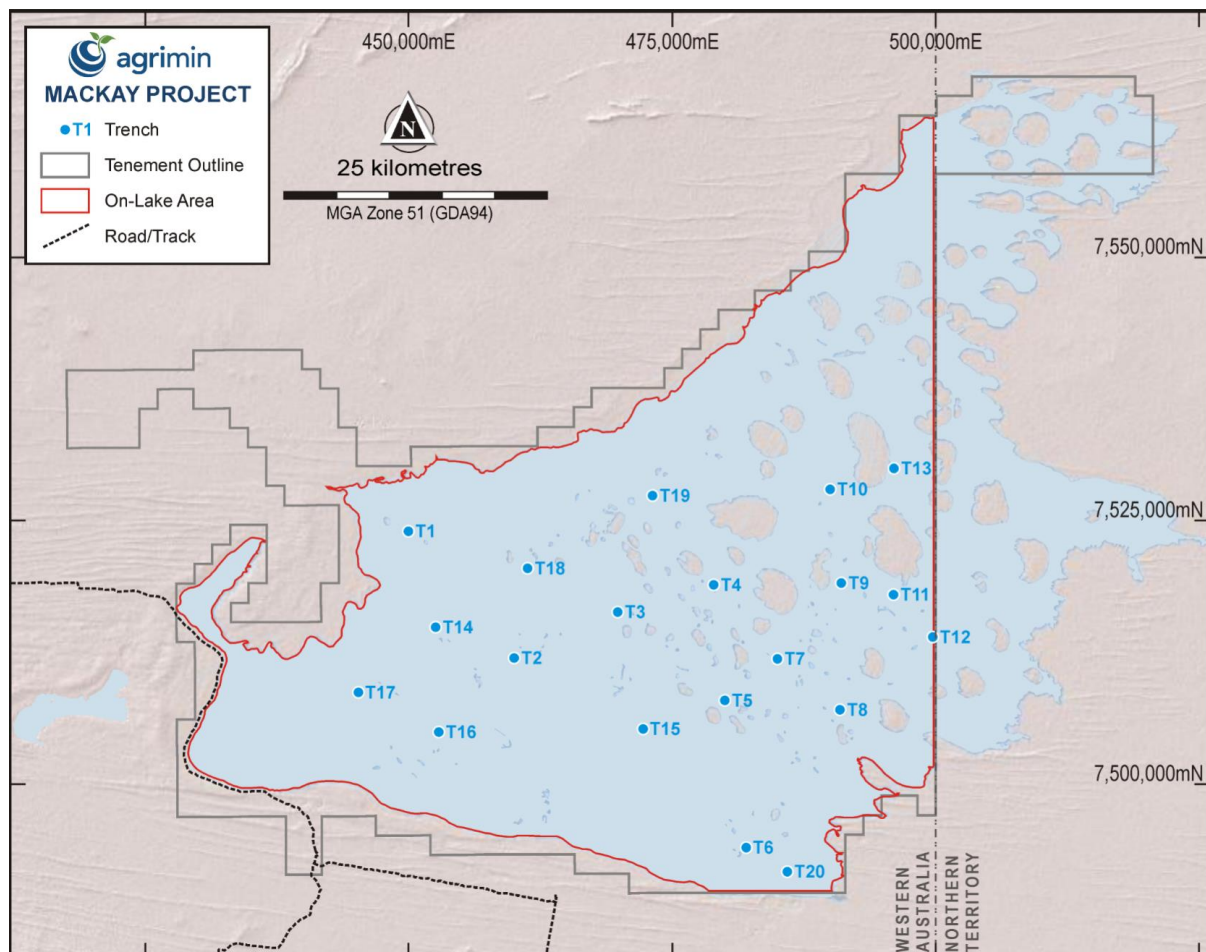 agrimin
MACKAY PROJECT
T1 Trench
Tenement Outline
On-Lake Area
Road/Track
N
25 kilometres
MGA Zone 51 (GDA94)
450,000mE
475,000mE
500,000mE
7,550,000mN
T13
T10
T19
7,525,000mN
T1
T18
T4
T9
T11
T3
T14
T12
T2
T7
T17
T5
T8
T16
T15
7,500,000mN
T6
T20
WESTERN
AUSTRALIA
NORTHERN
TERRITORY